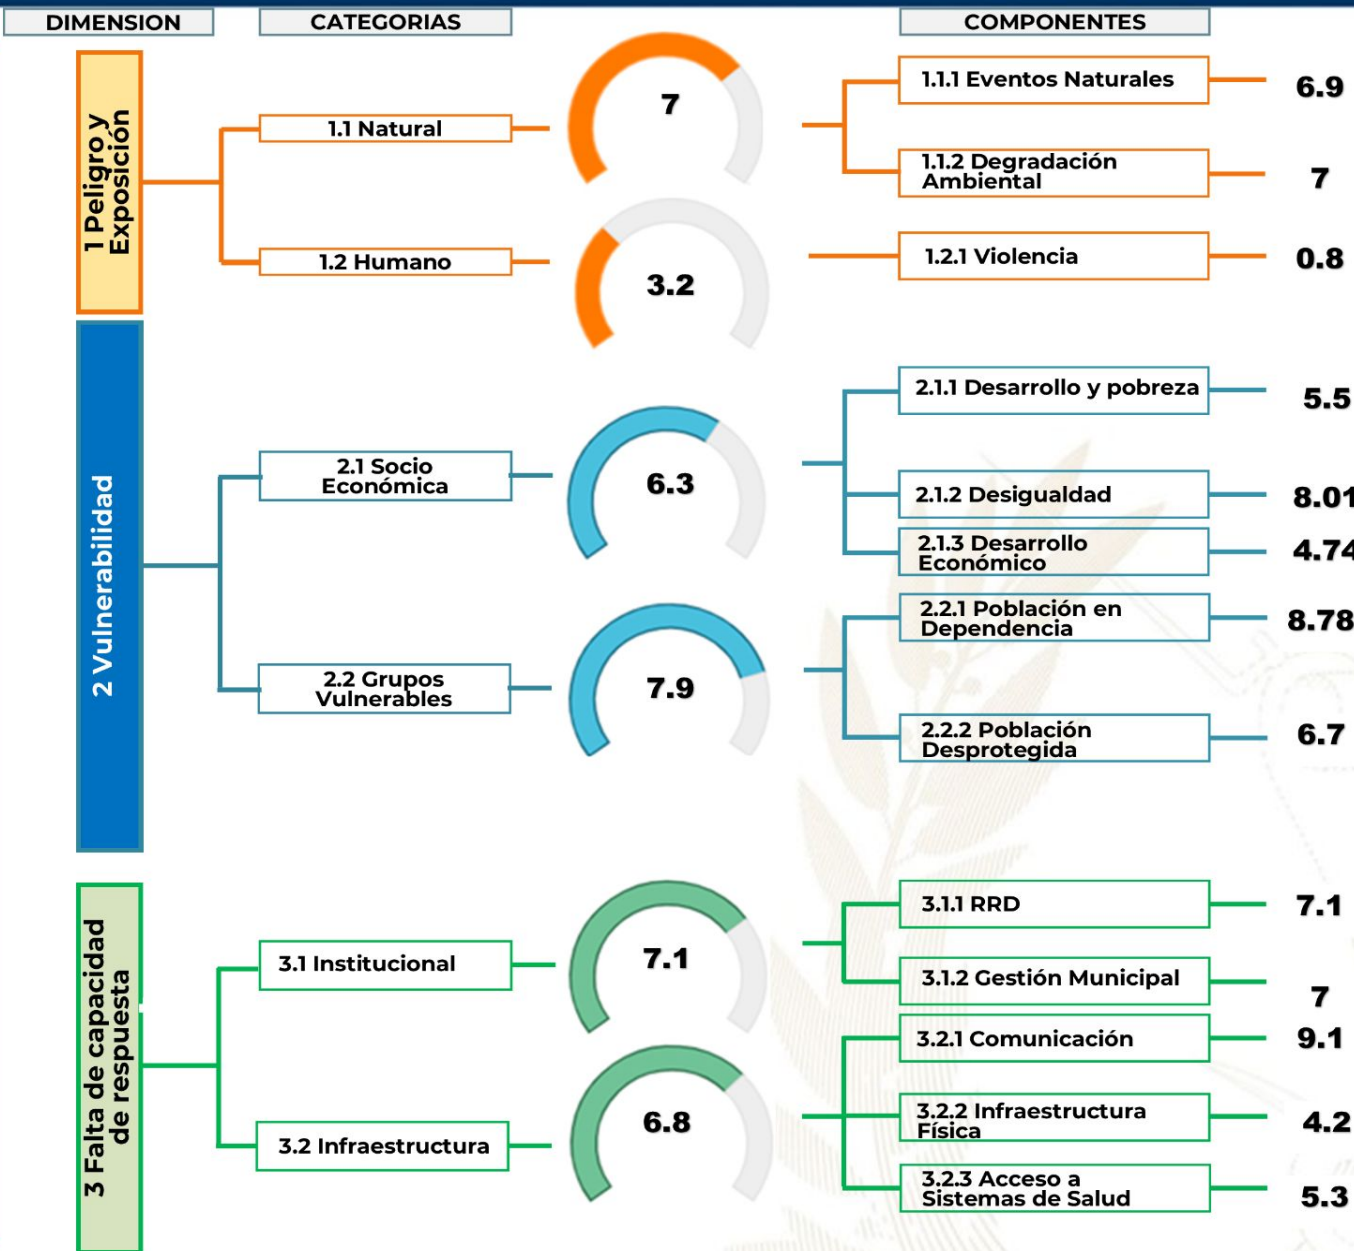 DIMENSION
CATEGORIAS
COMPONENTES
1 Peligro y
Exposición
1.1 Natural
7
1.1.1 Eventos Naturales
6.9
1.1.2 Degradación
Ambiental
7
1.2 Humano
3.2
1.2.1 Violencia
0.8
2 Vulnerabilidad
2.1 Socio
Económica
6.3
2.1.1 Desarrollo y pobreza
5.5
2.1.2 Desigualdad
8.01
2.1.3 Desarrollo
Económico
4.74
2.2 Grupos
Vulnerables
7.9
2.2.1 Población en
Dependencia
8.78
2.2.2 Población
Desprotegida
6.7
3 Falta de capacidad
de respuesta
3.1 Institucional
7.1
3.1.1 RRD
7.1
3.1.2 Gestión Municipal
7
3.2 Infraestructura
6.8
3.2.1 Comunicación
9.1
3.2.2 Infraestructura
Física
4.2
3.2.3 Acceso a
Sistemas de Salud
5.3